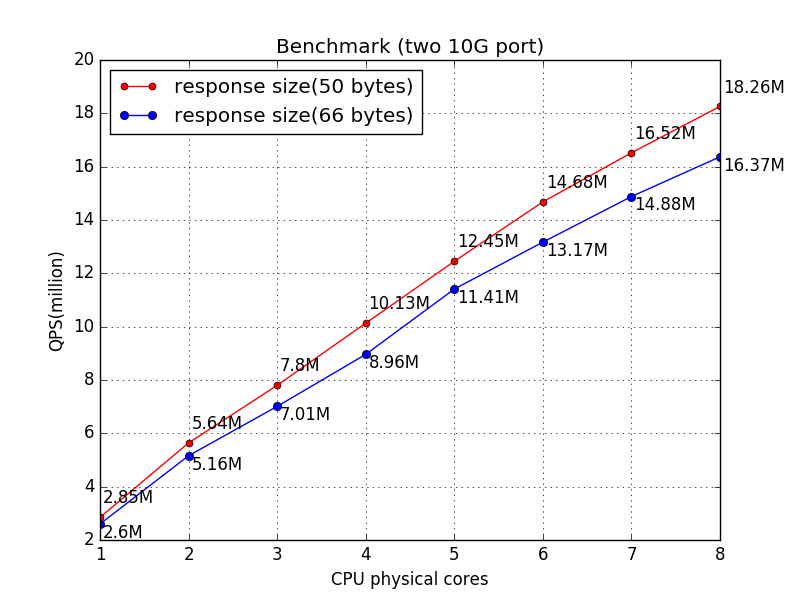 Benchmark (two 10G port)
response size(50 bytes)
response size(66 bytes)
QPS(million)
20
18
16
14
12
10
8
6
4
2
2.85M
5.64M
7.8M
10.13M
12.45M
14.68M
16.52M
18.26M
2.6M
5.16M
7.01M
8.96M
11.41M
13.17M
14.88M
16.37M
1 2 3 4 5 6 7 8
CPU physical cores